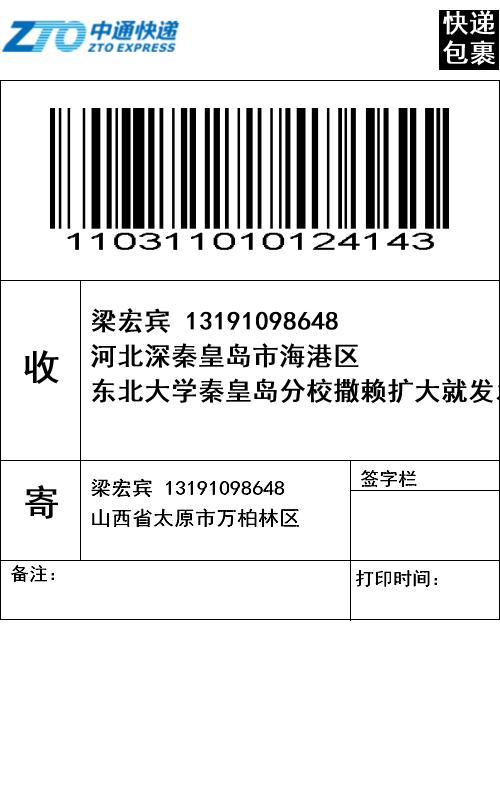 ZTO 中通快递
ZTO EXPRESS
快递
包裹
110311010124143
收
梁宏宾 13191098648
河北深秦皇岛市海港区
东北大学秦皇岛分校撒赖扩大就发
寄
梁宏宾 13191098648
山西省太原市万柏林区
签字栏
备注:
打印时间: